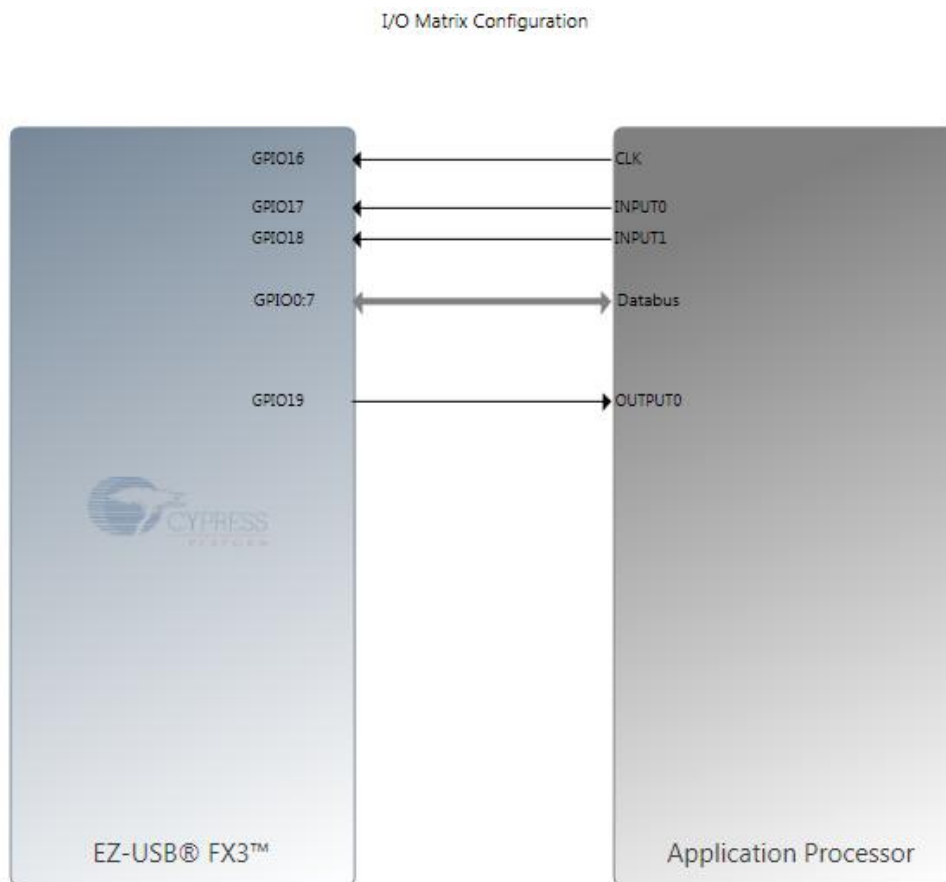 I/O Matrix Configuration
GPIO16 CLK
GPIO17 INPUT0
GPIO18 INPUT1
GPIO0:7 Databus
GPIO19 OUTPUT0
CYPRESS
PERFORM
EZ-USB® FX3™ Application Processor